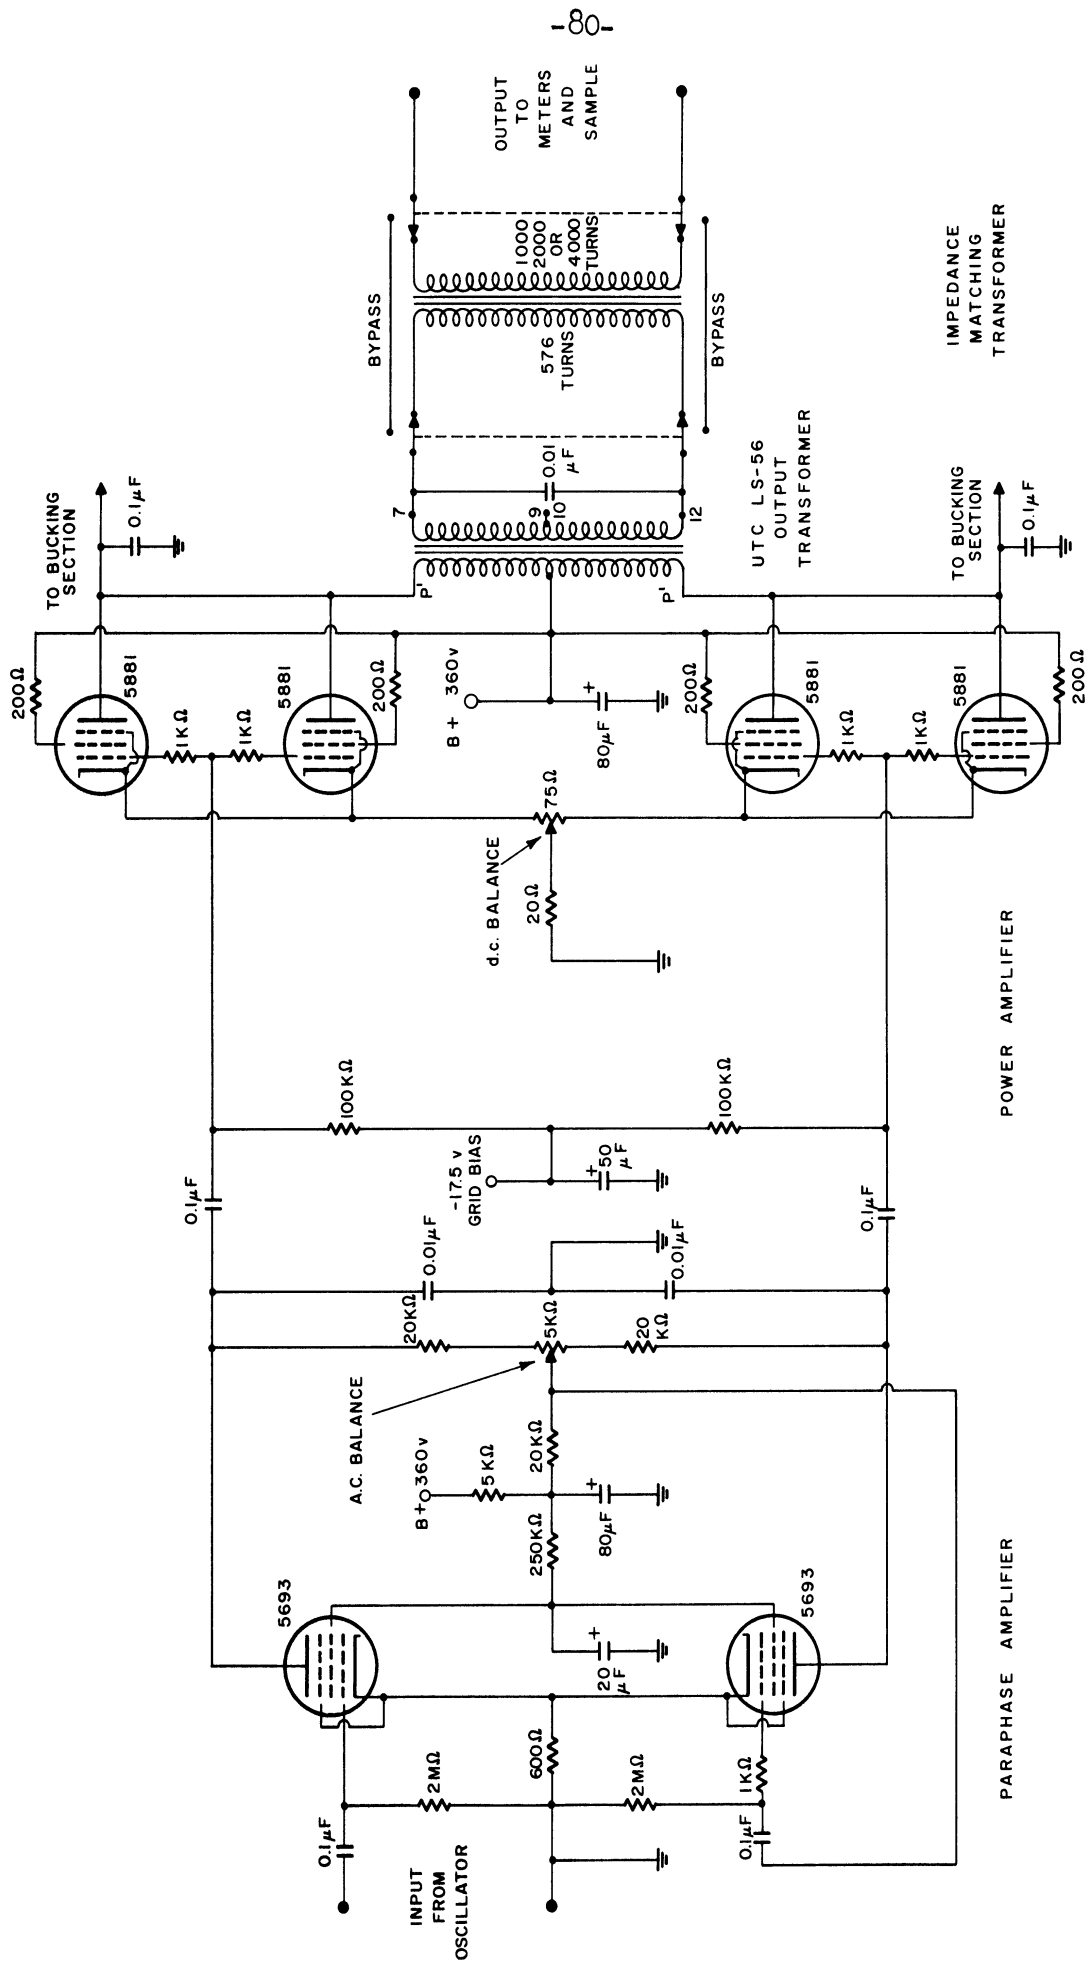 -80-
OUTPUT
TO
METERS
AND
SAMPLE
BYPASS
1000
2000
OR
4000
TURNS
576
TURNS
BYPASS
IMPEDANCE
MATCHING
TRANSFORMER
TO BUCKING
SECTION
0.1μF
7
9
10
12
0.01
μF
UTC LS-56
OUTPUT
TRANSFORMER
TO BUCKING
SECTION
0.1μF
P'
P'
200Ω
5881
1KΩ
1KΩ
5881
200Ω
B+
360v
80μF
200Ω
5881
1KΩ
1KΩ
5881
200Ω
75Ω
d.c. BALANCE
20Ω
POWER AMPLIFIER
100KΩ
100KΩ
-17.5 v
GRID BIAS
+
50
μF
0.1μF
0.1μF
0.01μF
0.01μF
20KΩ
5KΩ
20
KΩ
A.C. BALANCE
B+
360v
5KΩ
20KΩ
250KΩ
+
80μF
5693
5693
+
20
μF
600Ω
2MΩ
2MΩ
1KΩ
0.1μF
0.1μF
INPUT
FROM
OSCILLATOR
PARAPHASE AMPLIFIER